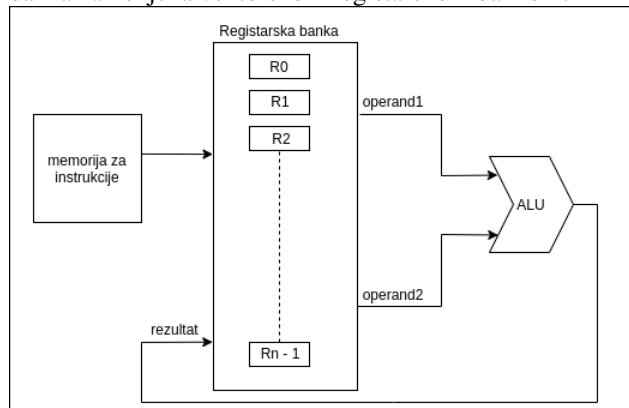 Registarska banka
R0
R1
operand1
R2
memorija za
instrukcije
ALU
operand2
rezultat
Rn - 1